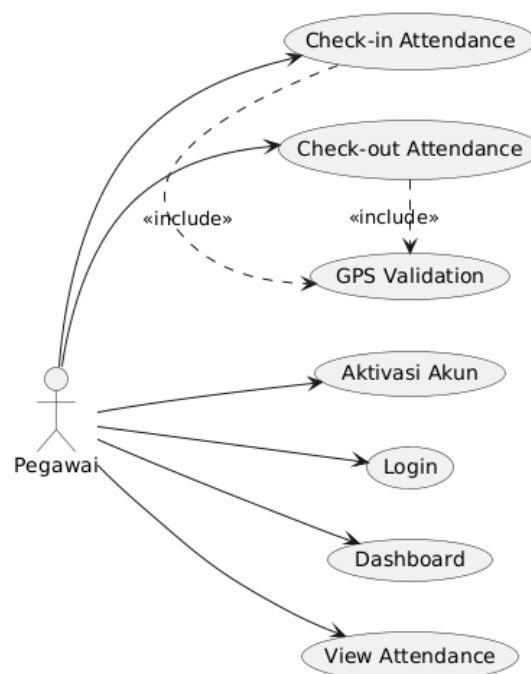 Check-in Attendance
Check-out Attendance
«include»
«include»
GPS Validation
Aktivasi Akun
Pegawai
Login
Dashboard
View Attendance